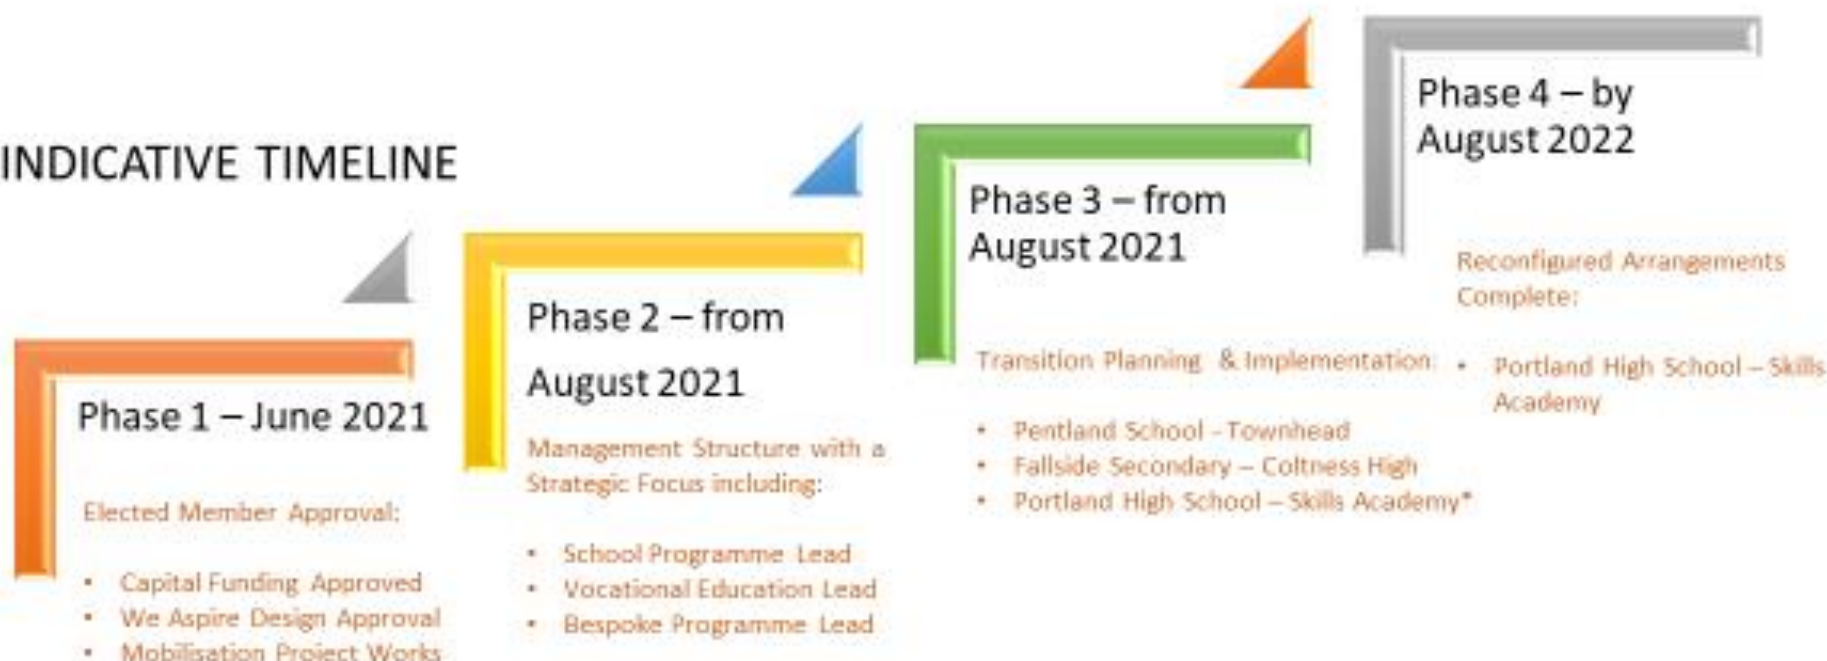 INDICATIVE TIMELINE
Phase 1 – June 2021
Elected Member Approval:
• Capital Funding Approved
• We Aspire Design Approval
• Mobilisation Project Works
Phase 2 – from
August 2021
Management Structure with a
Strategic Focus including:
• School Programme Lead
• Vocational Education Lead
• Bespoke Programme Lead
Phase 3 – from
August 2021
Transition Planning & Implementation:
• Pentland School - Townhead
• Fallside Secondary – Coltness High
• Portland High School – Skills Academy*
Phase 4 – by
August 2022
Reconfigured Arrangements
Complete:
• Portland High School – Skills
Academy